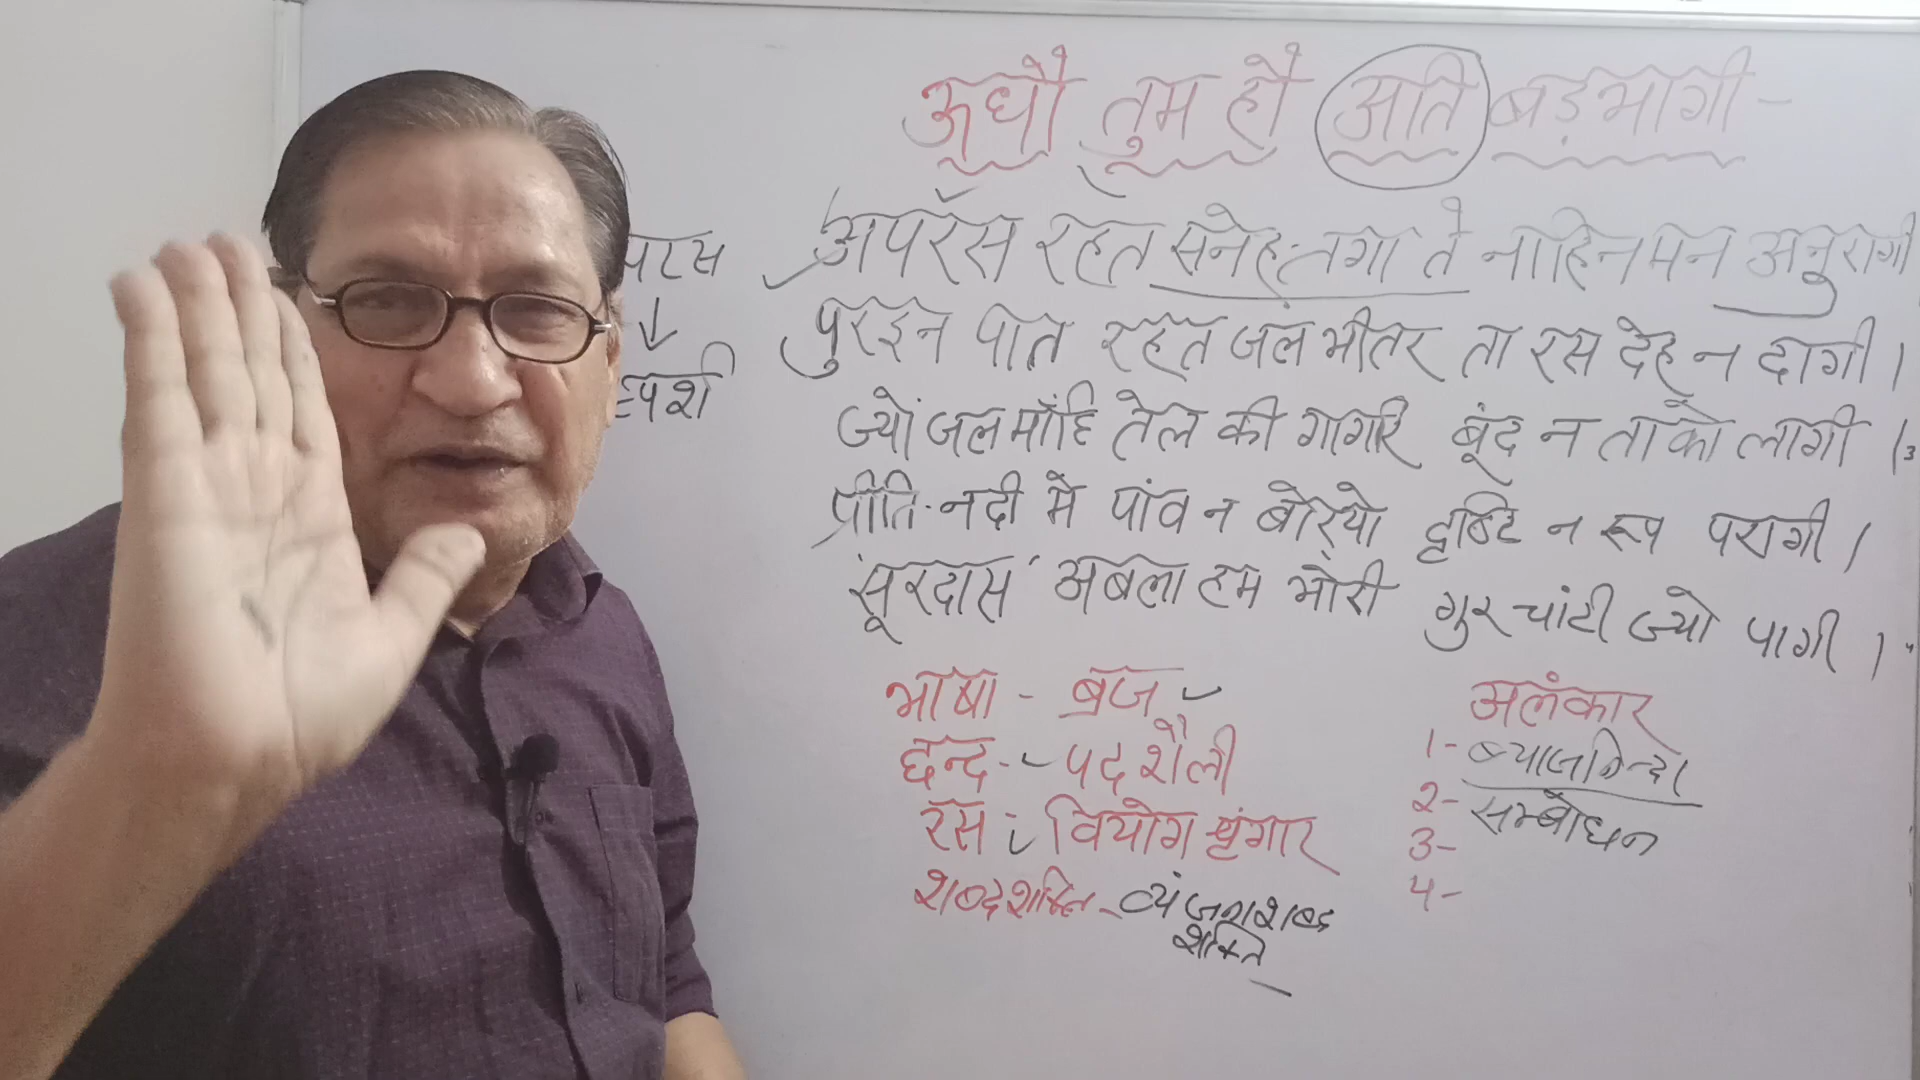 ऊधौ तुम हौ अति बड़भागी -
अपरस रहत सनेह-तगा ते नाहिन मन अनुरागी
पुरइन पात रहत जल भीतर ता रस देह न दागी।
ज्यों जल माँहि तेल की गागरि बूंद न ताको लागी।
प्रीति-नदी में पांव न बोर्यो दृष्टि न रूप परागी।
'सूरदास' अबला हम भोरी गुर चांटी ज्यो पागी।
परस
↓
स्पर्श
भाषा - ब्रज
छन्द - पद शैली
रस : वियोग श्रृंगार
शब्द शक्ति - व्यंजना शब्द
शक्ति
अलंकार
1- ब्याजनिन्दा
2- सम्बोधन
3-
4-